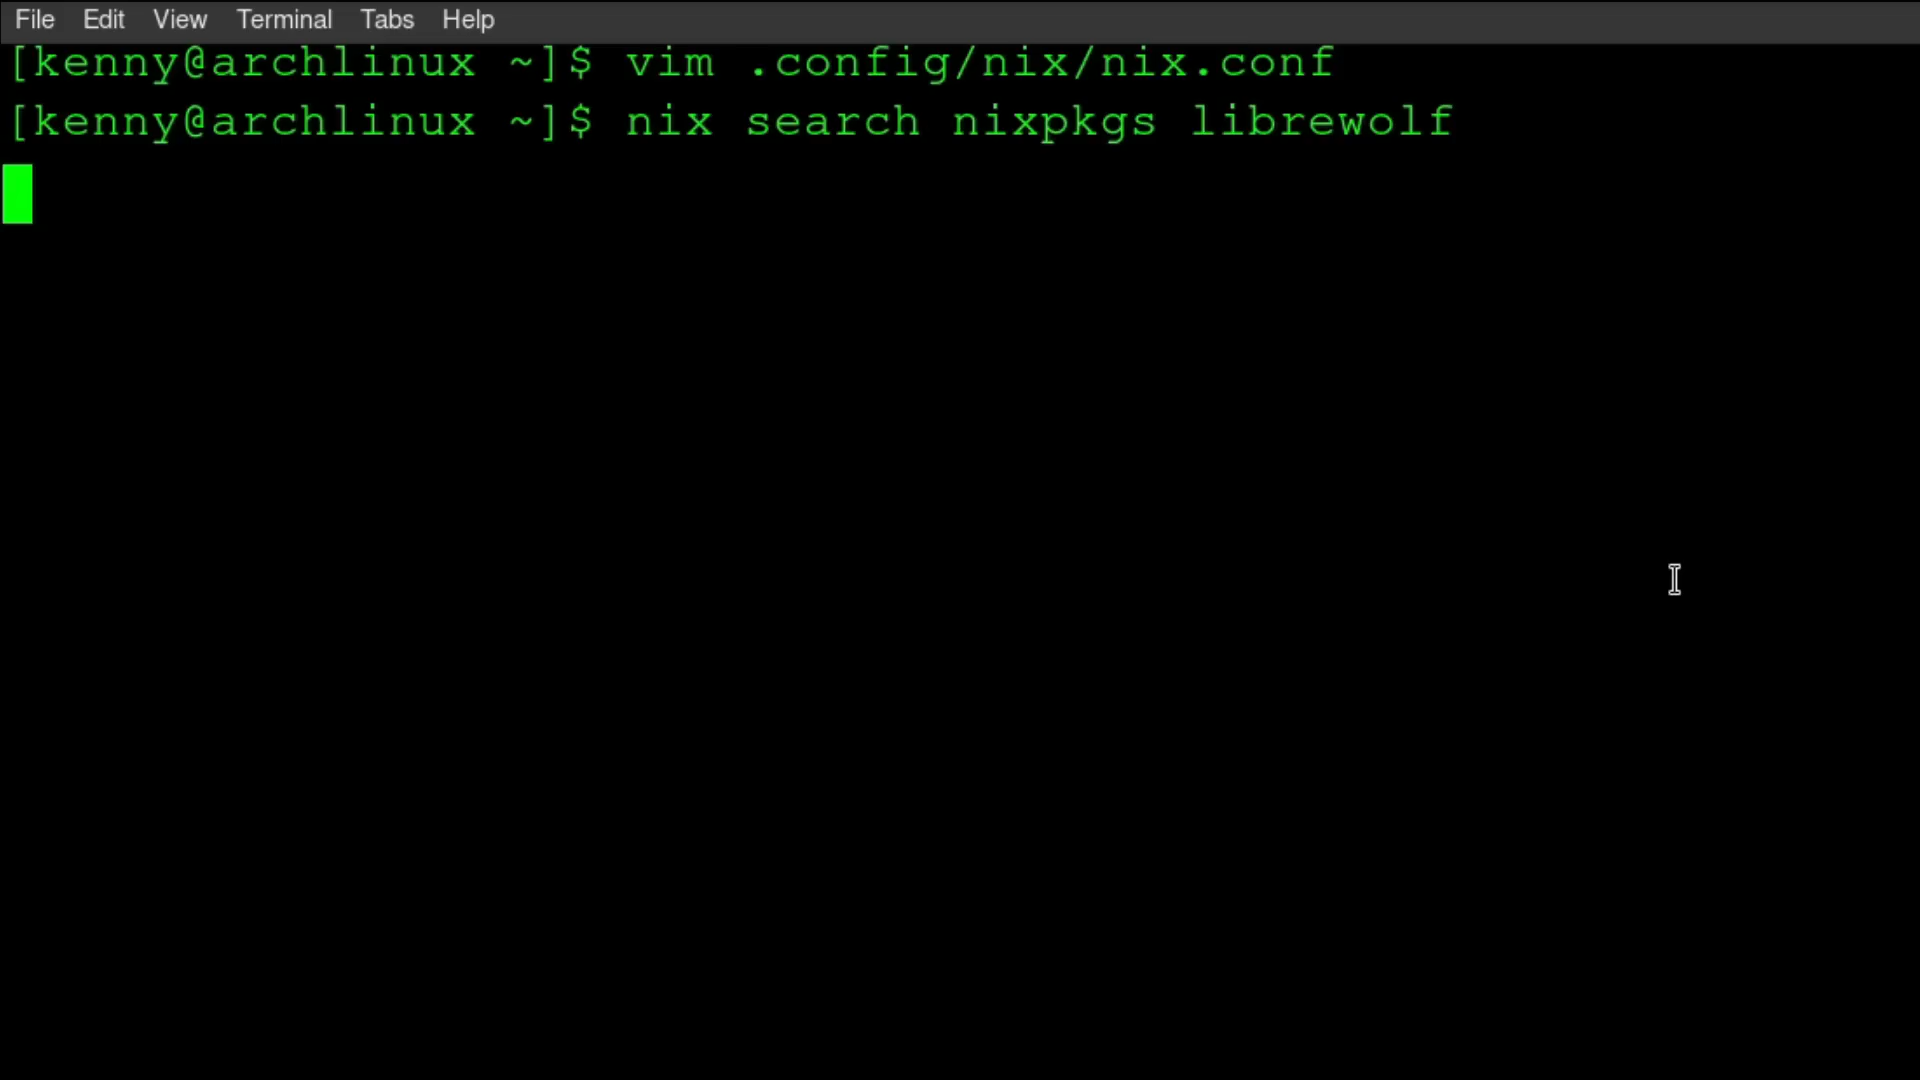 File Edit View Terminal Tabs Help
[kenny@archlinux ~]$ vim .config/nix/nix.conf
[kenny@archlinux ~]$ nix search nixpkgs librewolf